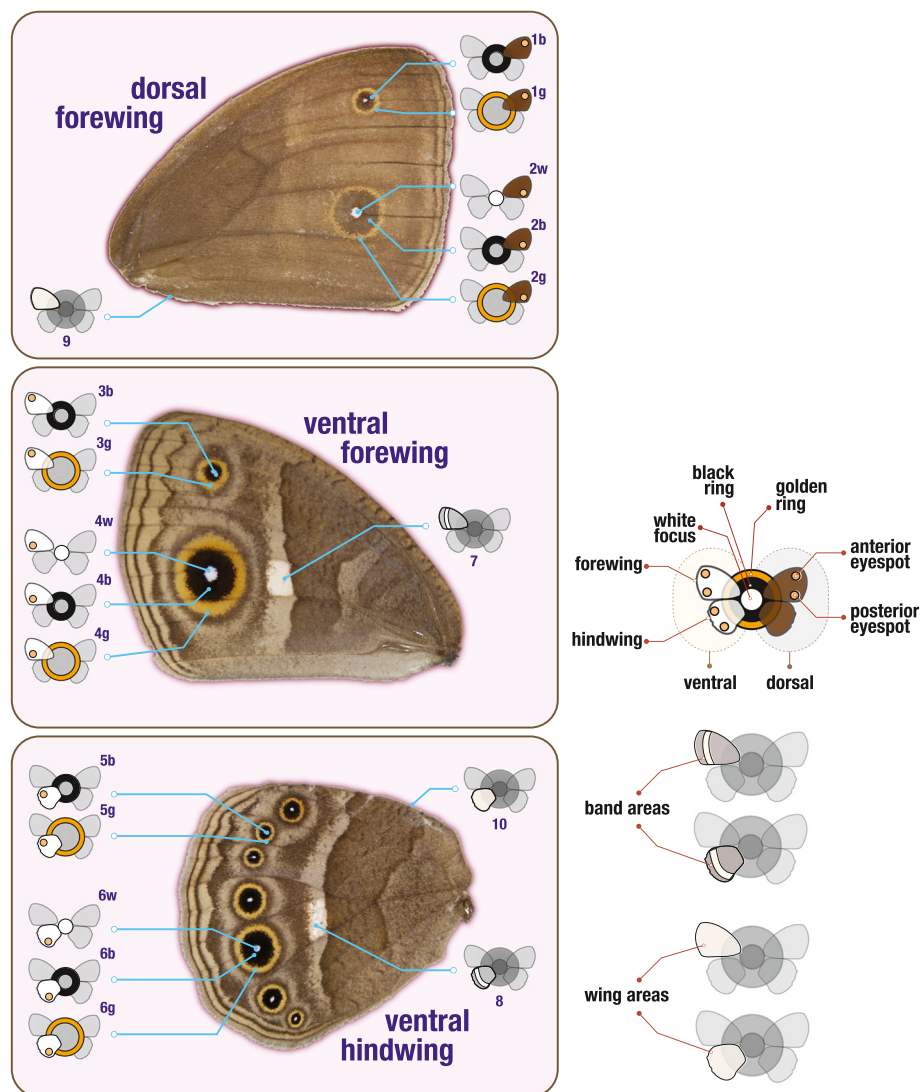 dorsal
forewing
1b
1g
2w
2b
2g
9
3b
3g
4w
4b
4g
ventral
forewing
7
black
ring
golden
ring
white
focus
forewing
anterior
eyespot
hindwing
posterior
eyespot
ventral
dorsal
5b
5g
6w
6b
6g
10
8
ventral
hindwing
band areas
wing areas